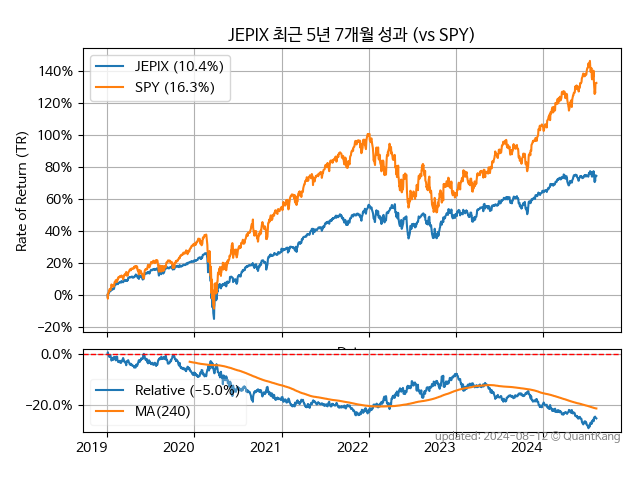 JEPIX 최근 5년 7개월 성과 (vs SPY)
JEPIX (10.4%)
SPY (16.3%)
Rate of Return (TR)
140%
120%
100%
80%
60%
40%
20%
0%
−20%
0.0%
−20.0%
Relative (−5.0%)
MA(240)
2019
2020
2021
2022
2023
2024
updated: 2024-08-12 © QuantKang